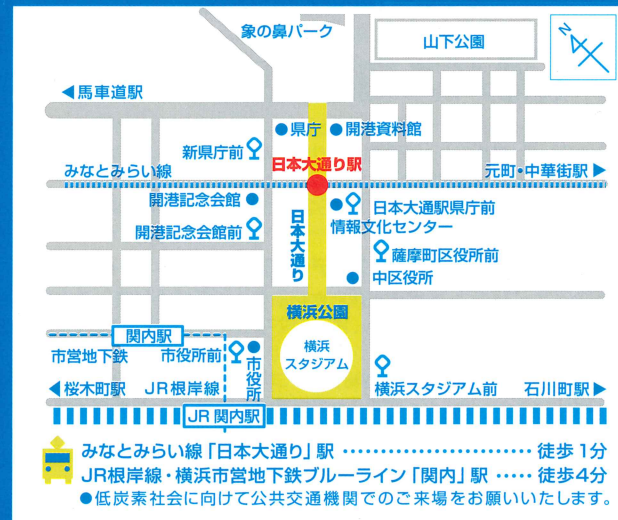 象の鼻パーク
山下公園
N
◀馬車道駅
●県庁 ●開港資料館
新県庁前
日本大通り駅
みなとみらい線
元町・中華街駅▶
開港記念会館●
日本大通駅県庁前
情報文化センター
開港記念会館前
日本大通り
薩摩町区役所前
●中区役所
横浜公園
関内駅
横浜
スタジアム
市営地下鉄
市役所前
●市役所
◀桜木町駅
JR根岸線
横浜スタジアム前
石川町駅▶
JR関内駅
みなとみらい線「日本大通り」駅 ・・・・・・・・・・・・・・・・・・・・・・・・ 徒歩1分
JR根岸線・横浜市営地下鉄ブルーライン「関内」駅 ・・・・・ 徒歩4分
●低炭素社会に向けて公共交通機関でのご来場をお願いいたします。